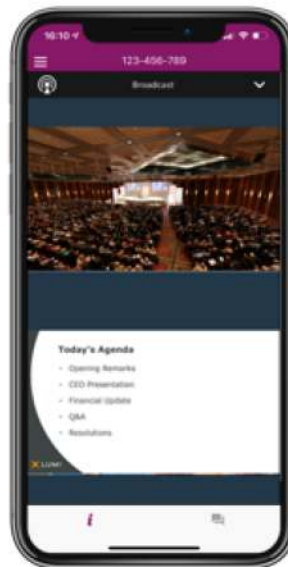 16:10
123-456-789
Broadcast
Today's Agenda
- Opening Remarks
- CEO Presentation
- Financial Update
- Q&A
- Resolutions
LUMI
i